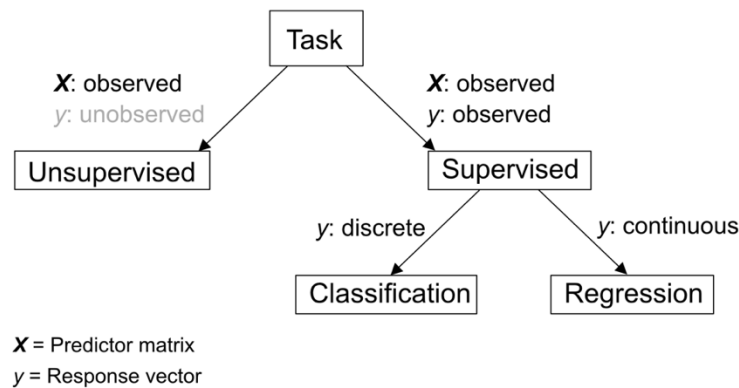 Task
X: observed
y: unobserved
X: observed
y: observed
Unsupervised
Supervised
y: discrete
y: continuous
Classification
Regression
X = Predictor matrix
y = Response vector